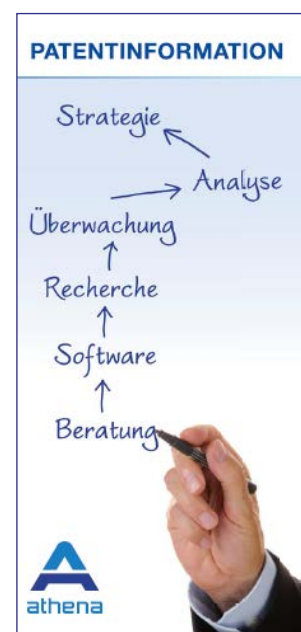 PATENTINFORMATION
Strategie
Analyse
Überwachung
Recherche
Software
Beratung
athena